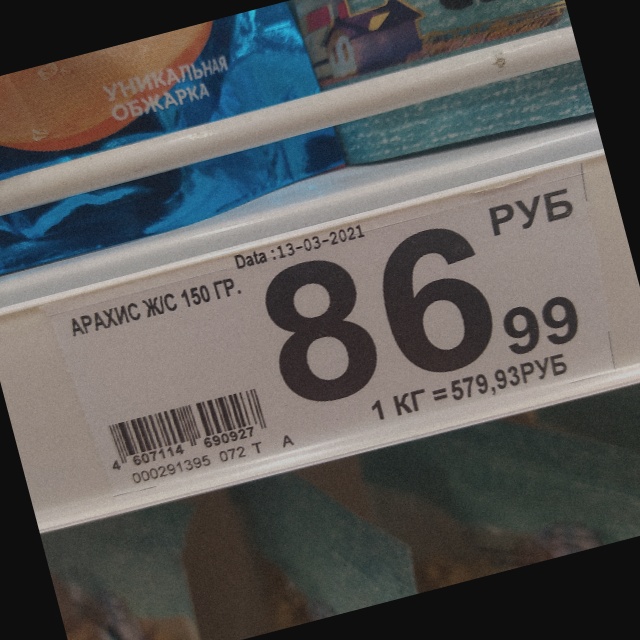 УНИКАЛЬНАЯ
ОБЖАРКА
Data :13-03-2021
РУБ
АРАХИС Ж/С 150 ГР.
86 99
1 КГ =579,93РУБ
4 607114 690927
000291395 072 Т А